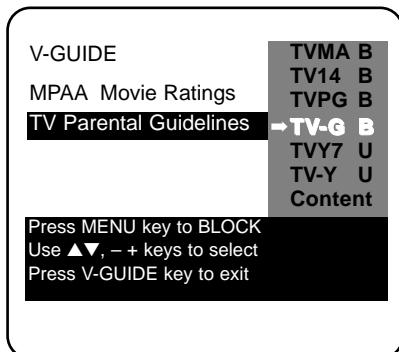 V-GUIDE
MPAA Movie Ratings
TV Parental Guidelines
TVMA B
TV14 B
TVPG B
➡TV-G B
TVY7 U
TV-Y U
Content
Press MENU key to BLOCK
Use ▲▼, – + keys to select
Press V-GUIDE key to exit